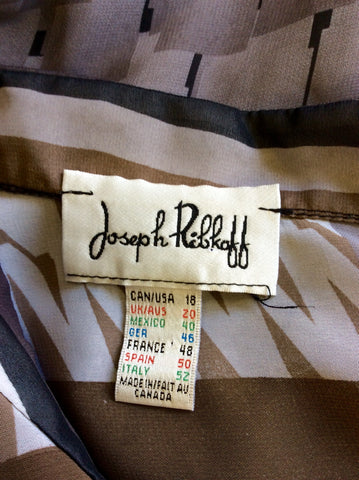 Joseph Ribkoff
CAN/USA 18
UK/AUS 20
MEXICO 40
GER 46
FRANCE 48
SPAIN 50
ITALY 52
MADE IN/FAIT AU
CANADA